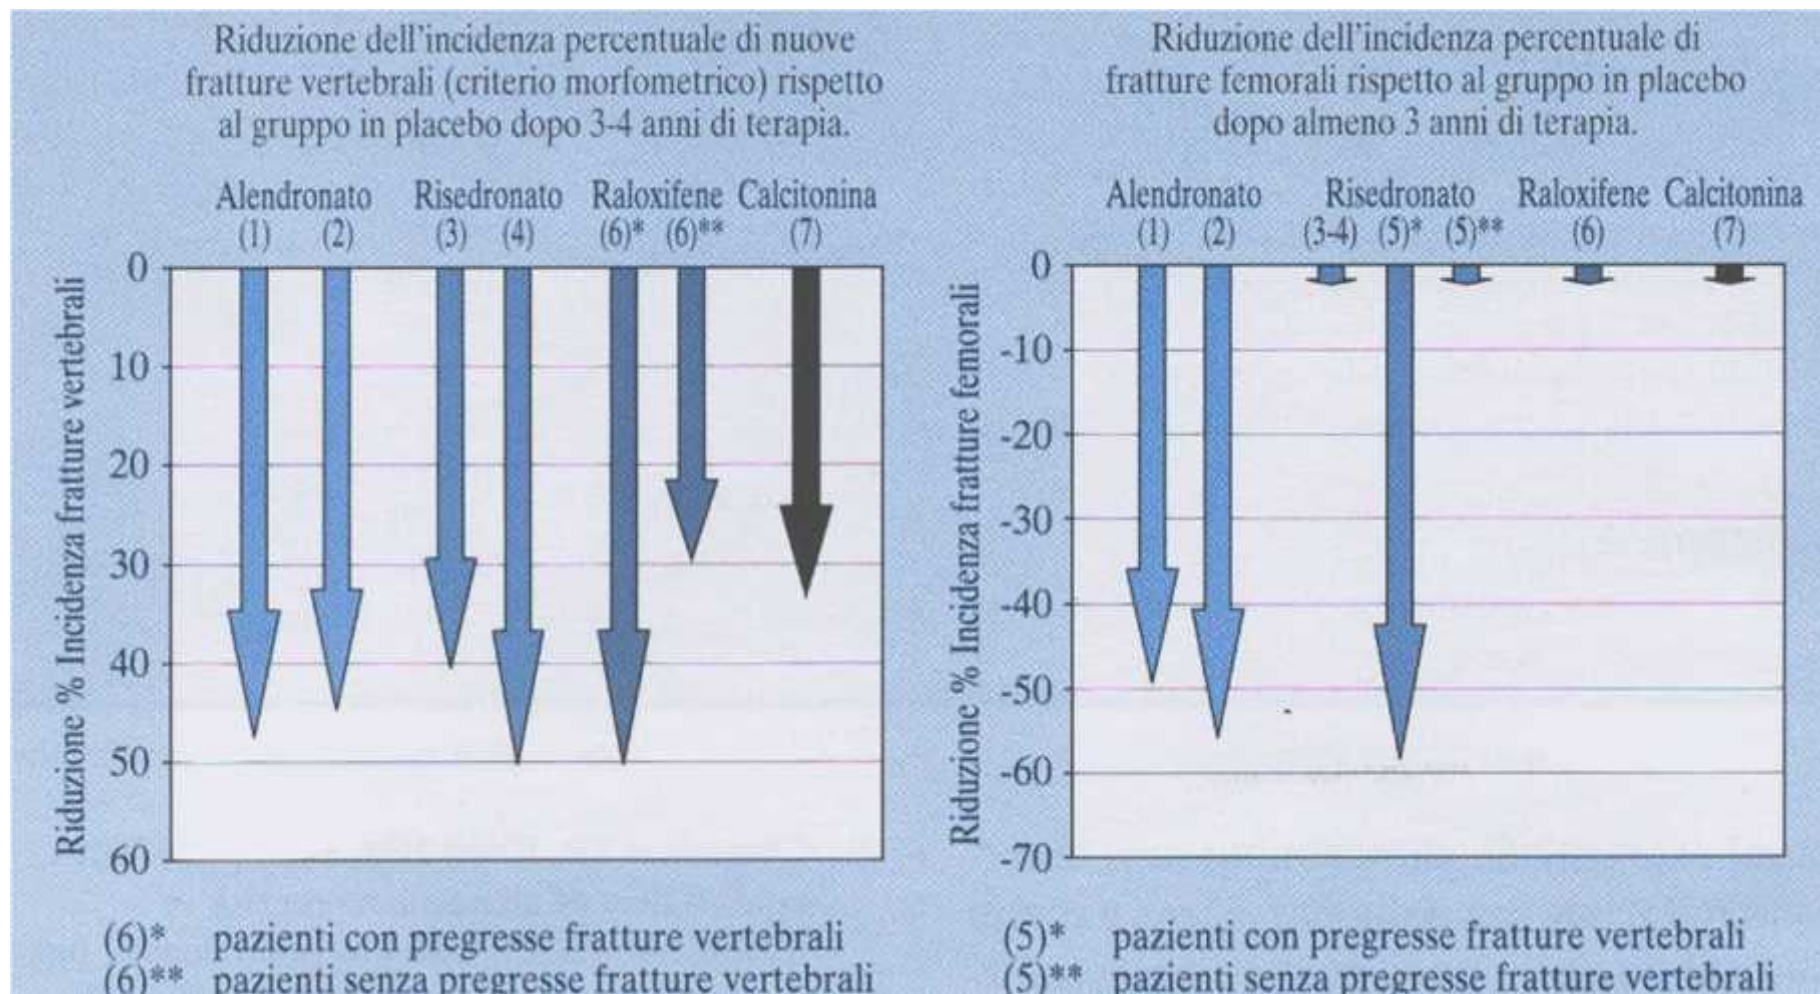 Riduzione dell'incidenza percentuale di nuove
fratture vertebrali (criterio morfometrico) rispetto
al gruppo in placebo dopo 3-4 anni di terapia.
Alendronato Risedronato Raloxifene Calcitonina
(1) (2) (3) (4) (6)* (6)** (7)
Riduzione % Incidenza fratture vertebrali
0
10
20
30
40
50
60
(6)* pazienti con pregresse fratture vertebrali
(6)** pazienti senza pregresse fratture vertebrali
Riduzione dell'incidenza percentuale di
fratture femorali rispetto al gruppo in placebo
dopo almeno 3 anni di terapia.
Alendronato Risedronato Raloxifene Calcitonina
(1) (2) (3-4) (5)* (5)** (6) (7)
Riduzione % Incidenza fratture femorali
0
-10
-20
-30
-40
-50
-60
-70
(5)* pazienti con pregresse fratture vertebrali
(5)** pazienti senza pregresse fratture vertebrali